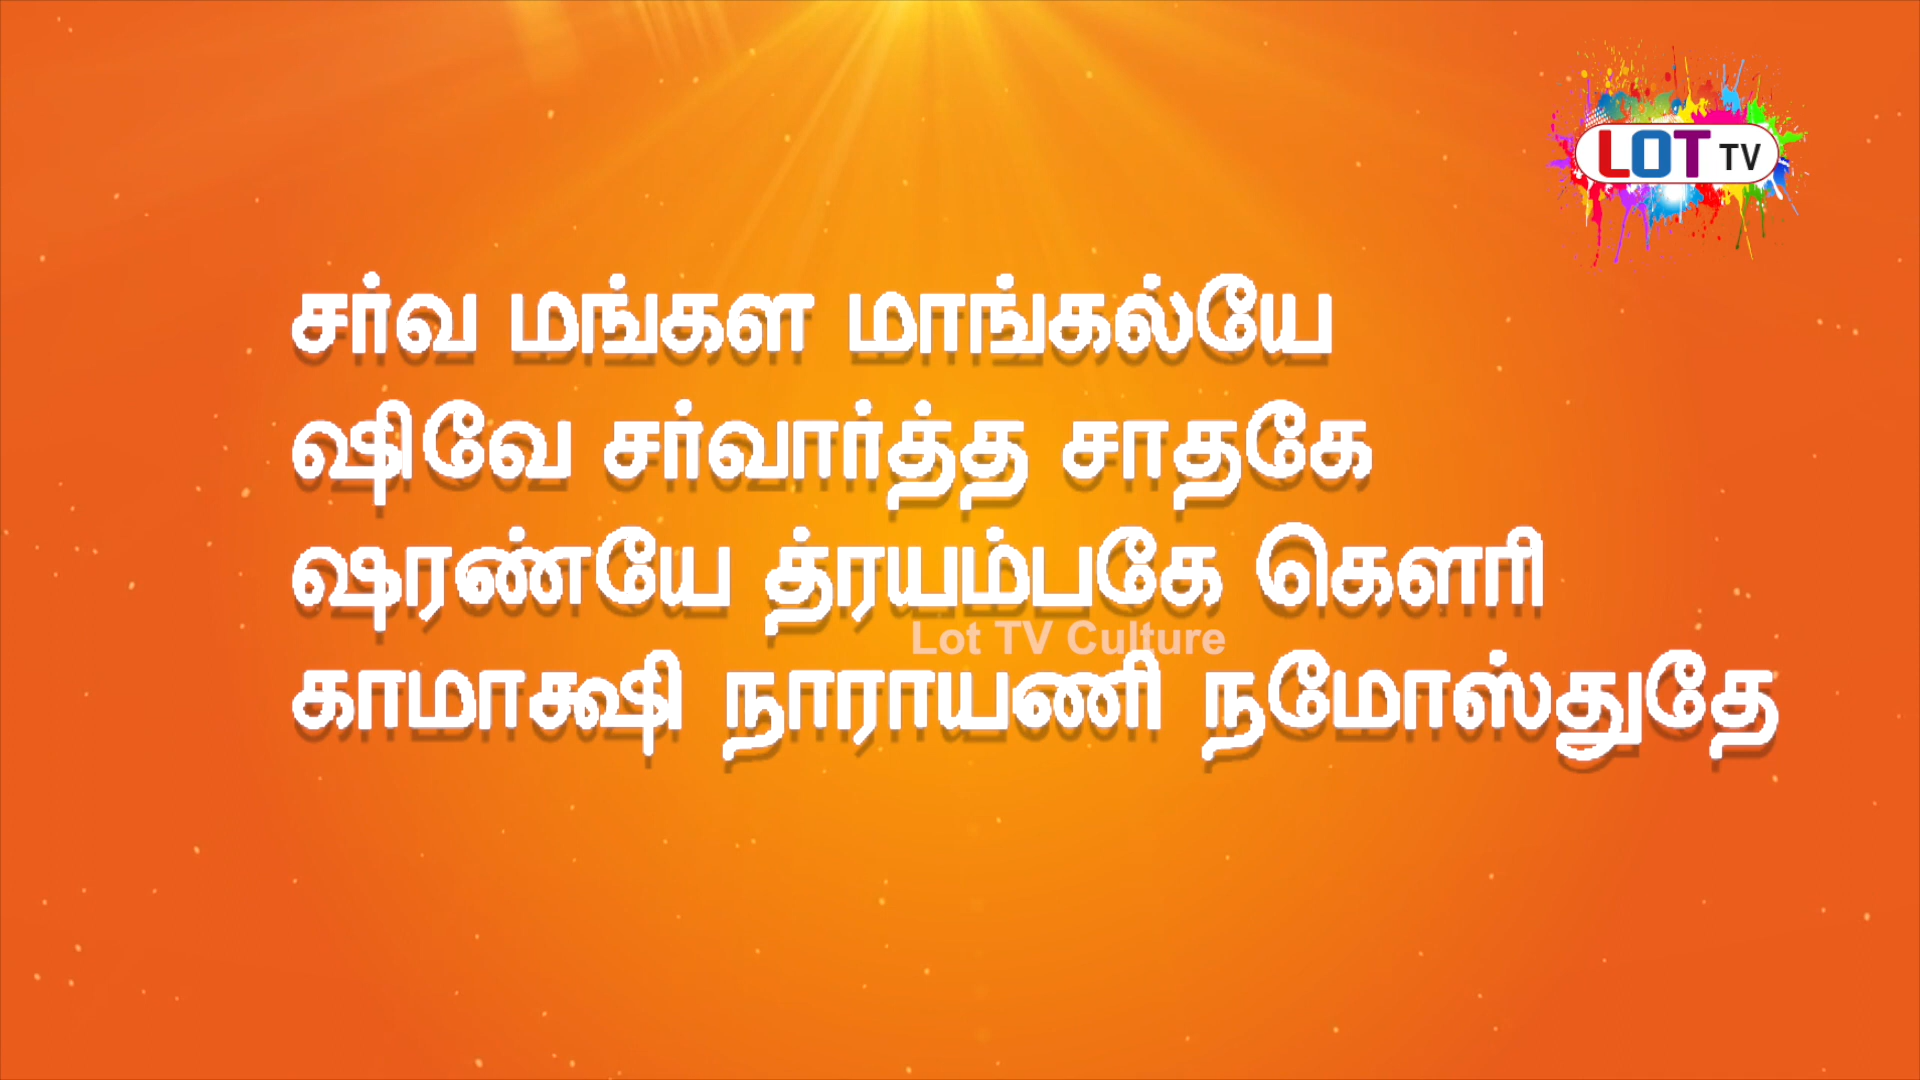 LOT TV
சர்வ மங்கள மாங்கல்யே
ஷிவே சர்வார்த்த சாதகே
ஷரண்யே த்ரயம்பகே கௌரி
Lot TV Culture
காமாக்ஷி நாராயணி நமோஸ்துதே